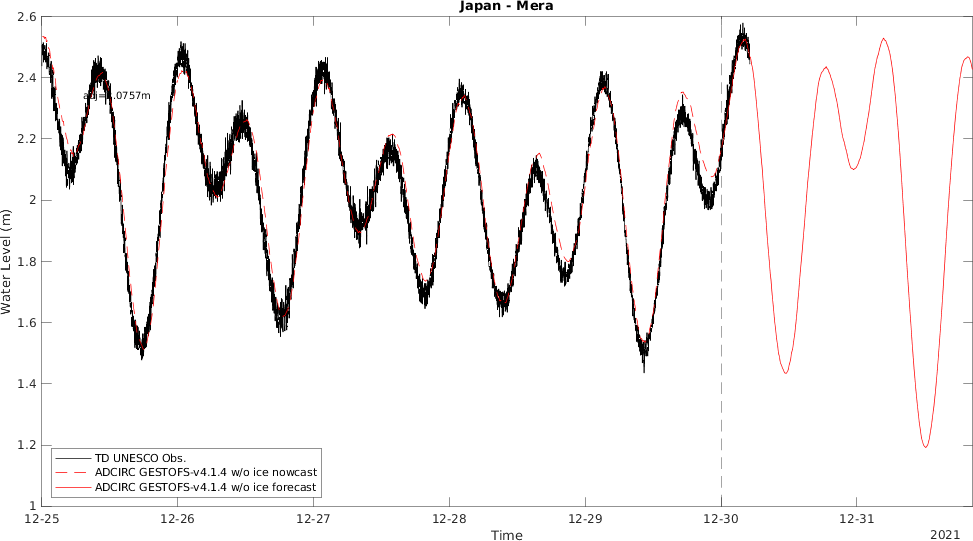 Japan - Mera
2.6
2.4
2.2
2
1.8
1.6
1.4
1.2
1
Water Level (m)
TD UNESCO Obs.
ADCIRC GESTOFS-v4.1.4 w/o ice nowcast
ADCIRC GESTOFS-v4.1.4 w/o ice forecast
12-25
12-26
12-27
12-28
12-29
12-30
12-31
Time
2021